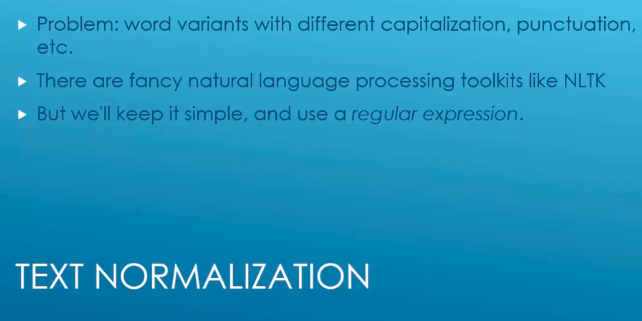 Problem: word variants with different capitalization, punctuation,
etc.
There are fancy natural language processing toolkits like NLTK
But we'll keep it simple, and use a regular expression.
TEXT NORMALIZATION